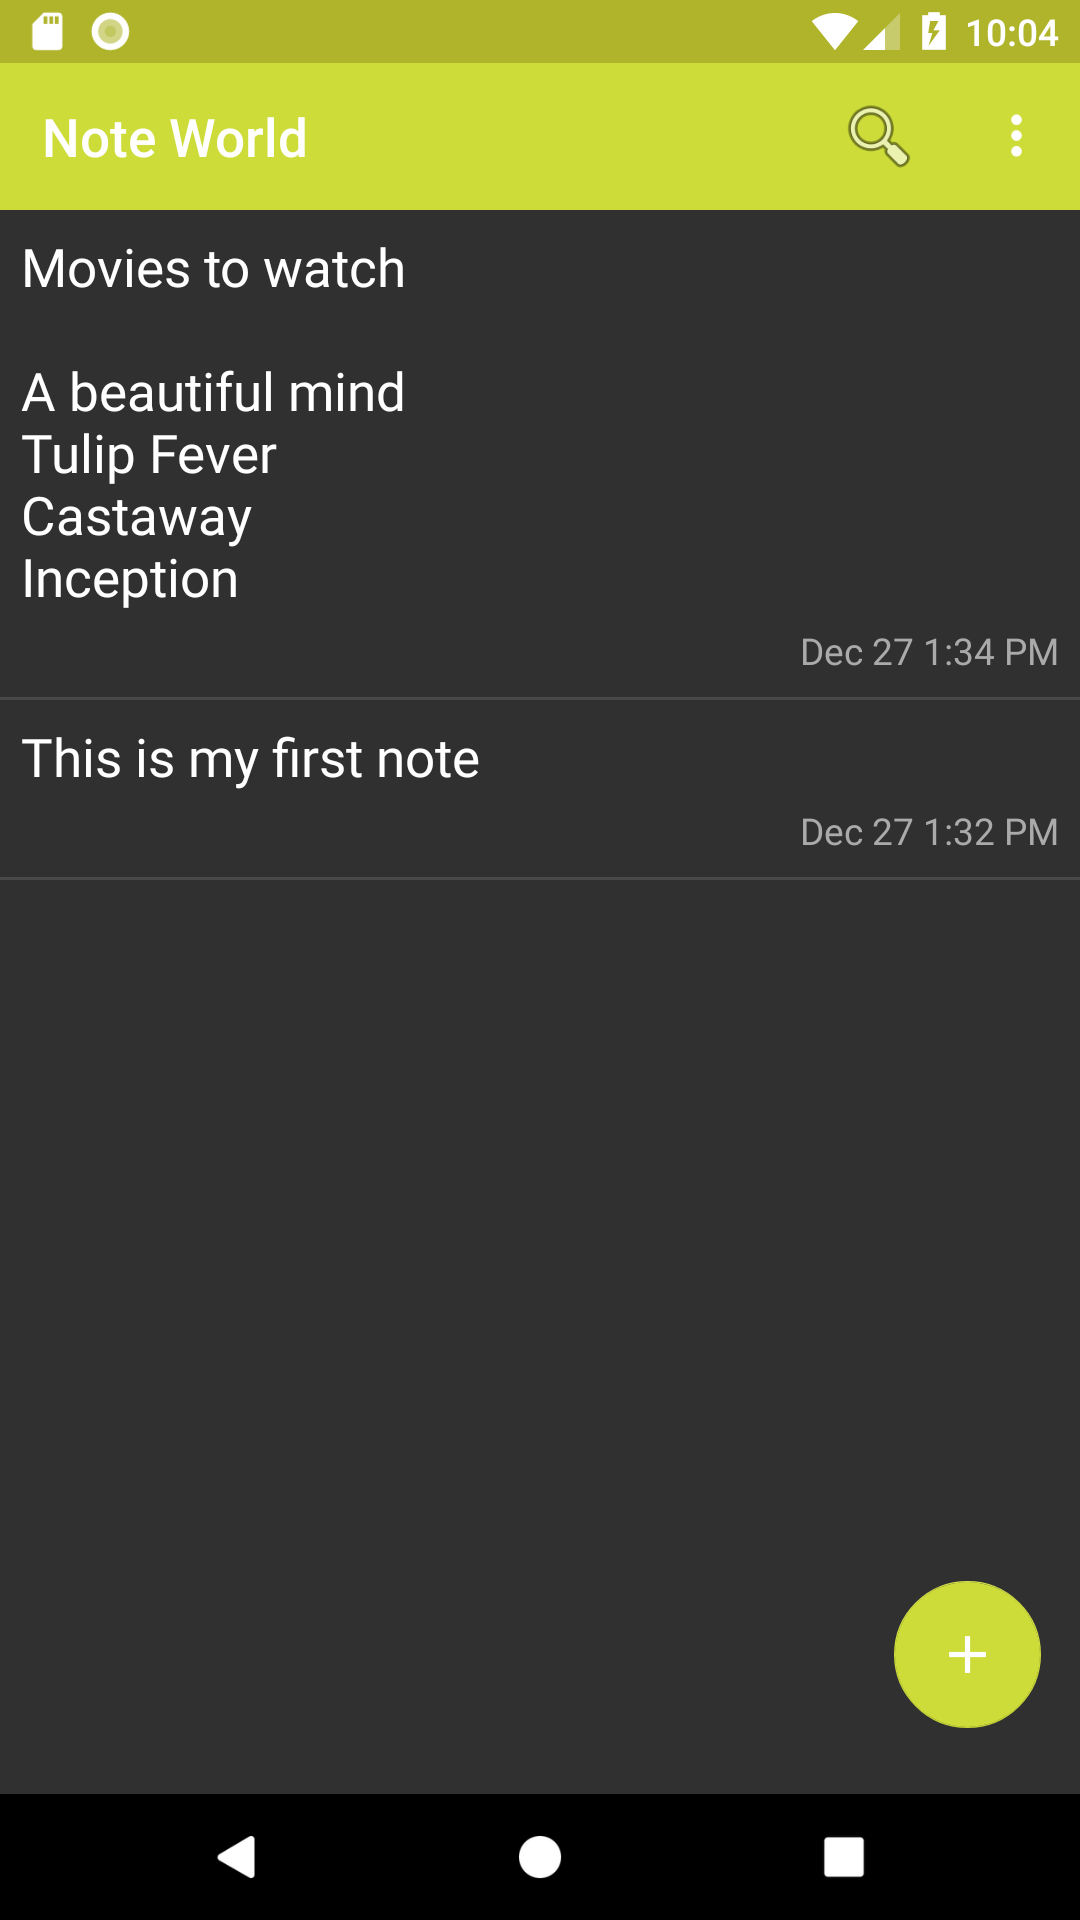 10:04
Note World
Movies to watch
A beautiful mind
Tulip Fever
Castaway
Inception
Dec 27 1:34 PM
This is my first note
Dec 27 1:32 PM